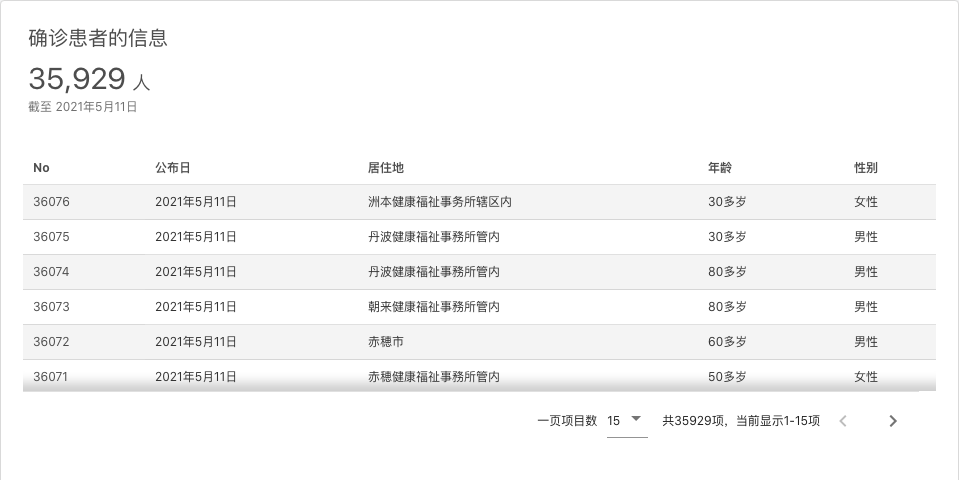 确诊患者的信息
35,929 人
截至 2021年5月11日
No 公布日 居住地 年龄 性别
36076 2021年5月11日 洲本健康福祉事务所辖区内 30多岁 女性
36075 2021年5月11日 丹波健康福祉事務所管内 30多岁 男性
36074 2021年5月11日 丹波健康福祉事務所管内 80多岁 男性
36073 2021年5月11日 朝来健康福祉事務所管内 80多岁 男性
36072 2021年5月11日 赤穂市 60多岁 男性
36071 2021年5月11日 赤穂健康福祉事務所管内 50多岁 女性
一页项目数 15 共35929项，当前显示1-15项